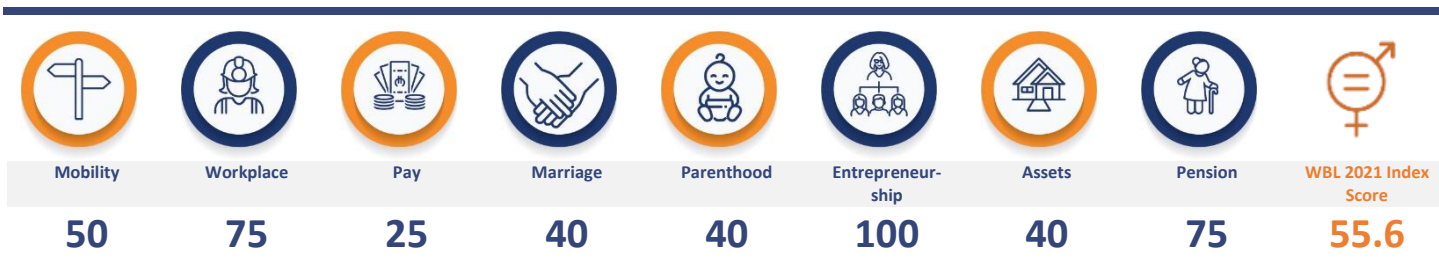 Mobility Workplace Pay Marriage Parenthood Entrepreneur- Assets Pension WBL 2021 Index
ship Score
50 75 25 40 40 100 40 75 55.6